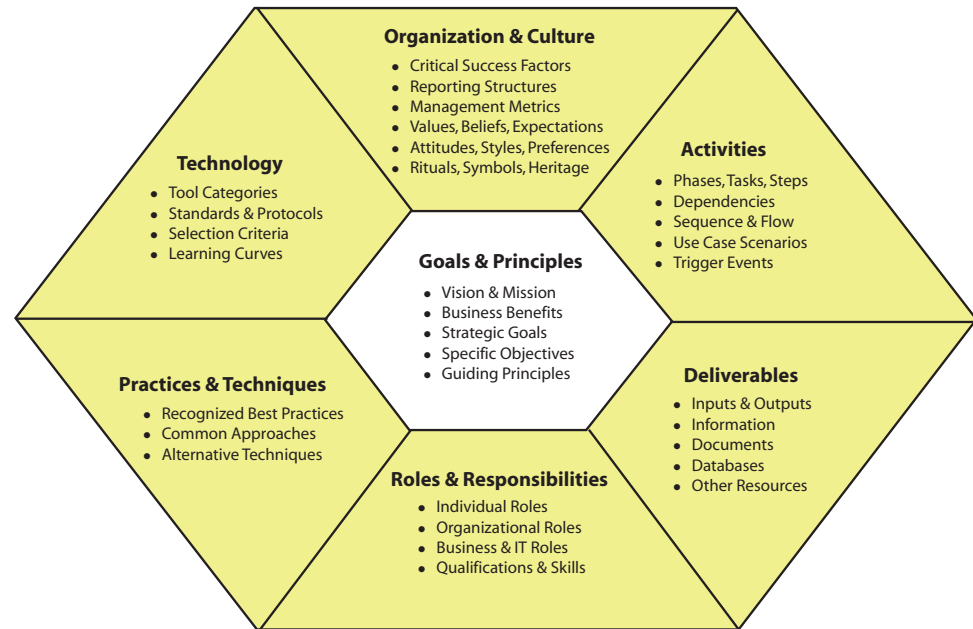 Organization & Culture
• Critical Success Factors
• Reporting Structures
• Management Metrics
• Values, Beliefs, Expectations
• Attitudes, Styles, Preferences
• Rituals, Symbols, Heritage
Technology
• Tool Categories
• Standards & Protocols
• Selection Criteria
• Learning Curves
Activities
• Phases, Tasks, Steps
• Dependencies
• Sequence & Flow
• Use Case Scenarios
• Trigger Events
Goals & Principles
• Vision & Mission
• Business Benefits
• Strategic Goals
• Specific Objectives
• Guiding Principles
Practices & Techniques
• Recognized Best Practices
• Common Approaches
• Alternative Techniques
Deliverables
• Inputs & Outputs
• Information
• Documents
• Databases
• Other Resources
Roles & Responsibilities
• Individual Roles
• Organizational Roles
• Business & IT Roles
• Qualifications & Skills